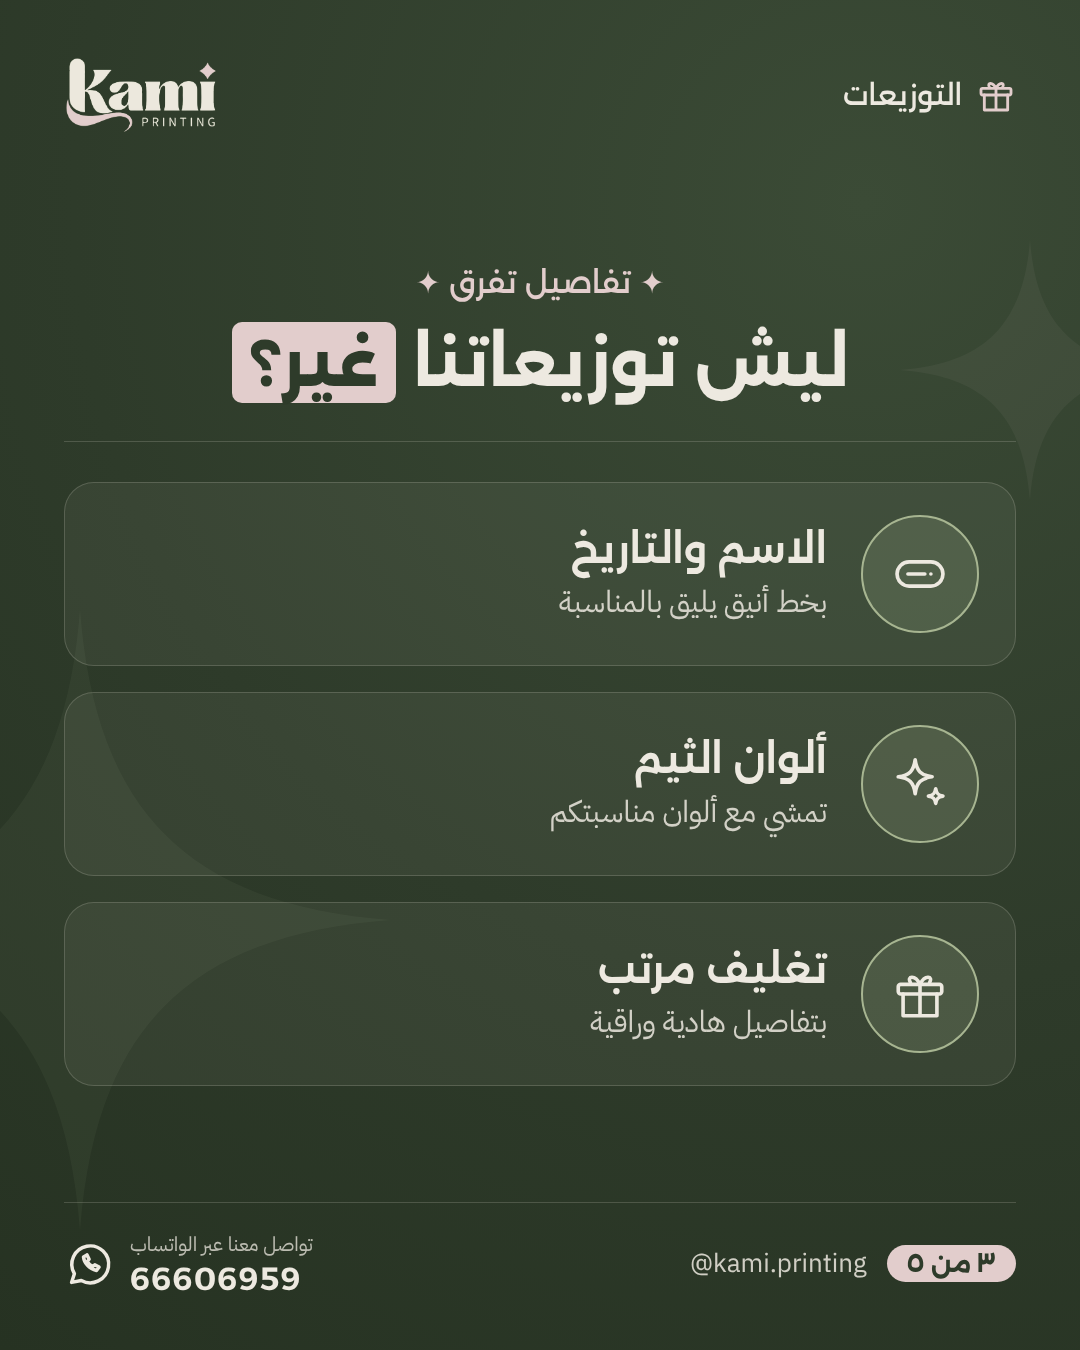 التوزيعات
Kami
PRINTING
✦ تفاصيل تفرق ✦
ليش توزيعاتنا غير؟
الاسم والتاريخ
بخط أنيق يليق بالمناسبة
ألوان الثيم
تمشي مع ألوان مناسبتكم
تغليف مرتب
بتفاصيل هادية وراقية
٣ من ٥
@kami.printing
تواصل معنا عبر الواتساب
66606959